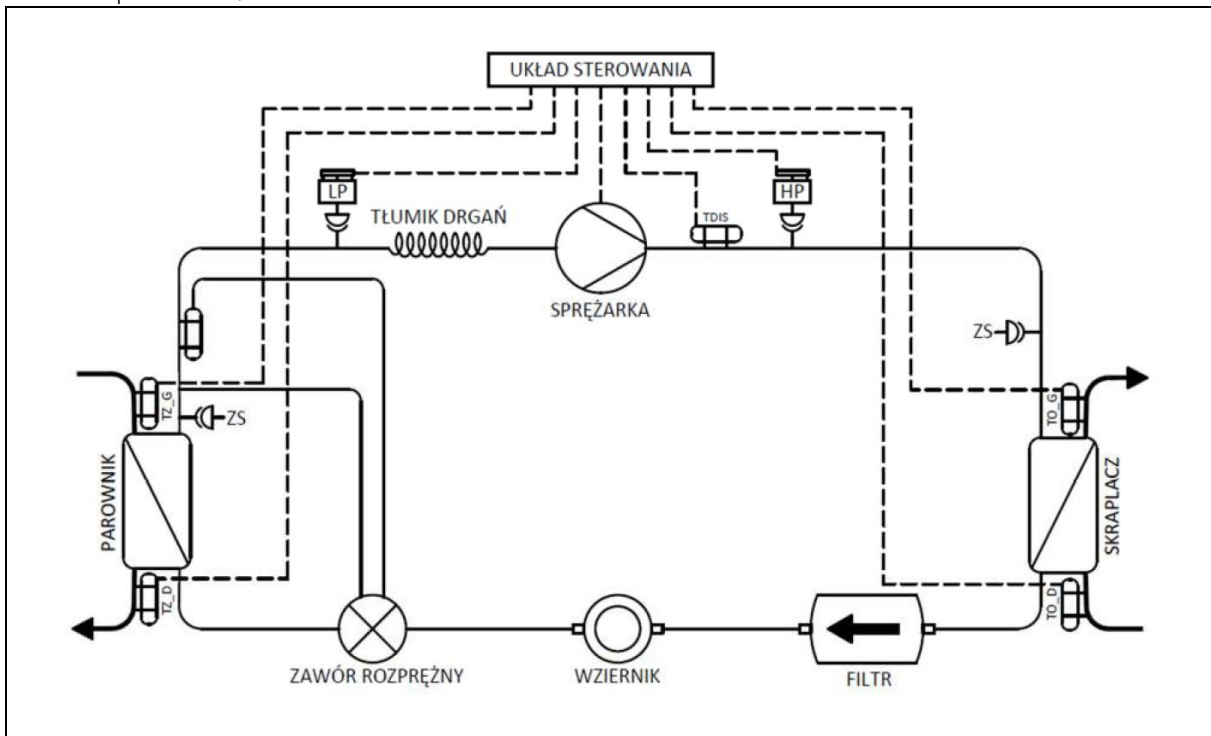 UKŁAD STEROWANIA
LP
HP
TŁUMIK DRGAŃ
TDIS
SPRĘŻARKA
ZS
TZ_G
ZS
TO_G
PAROWNIK
SKRAPLACZ
TZ_D
TO_D
ZAWÓR ROZPRĘŻNY
WZIERNIK
FILTR